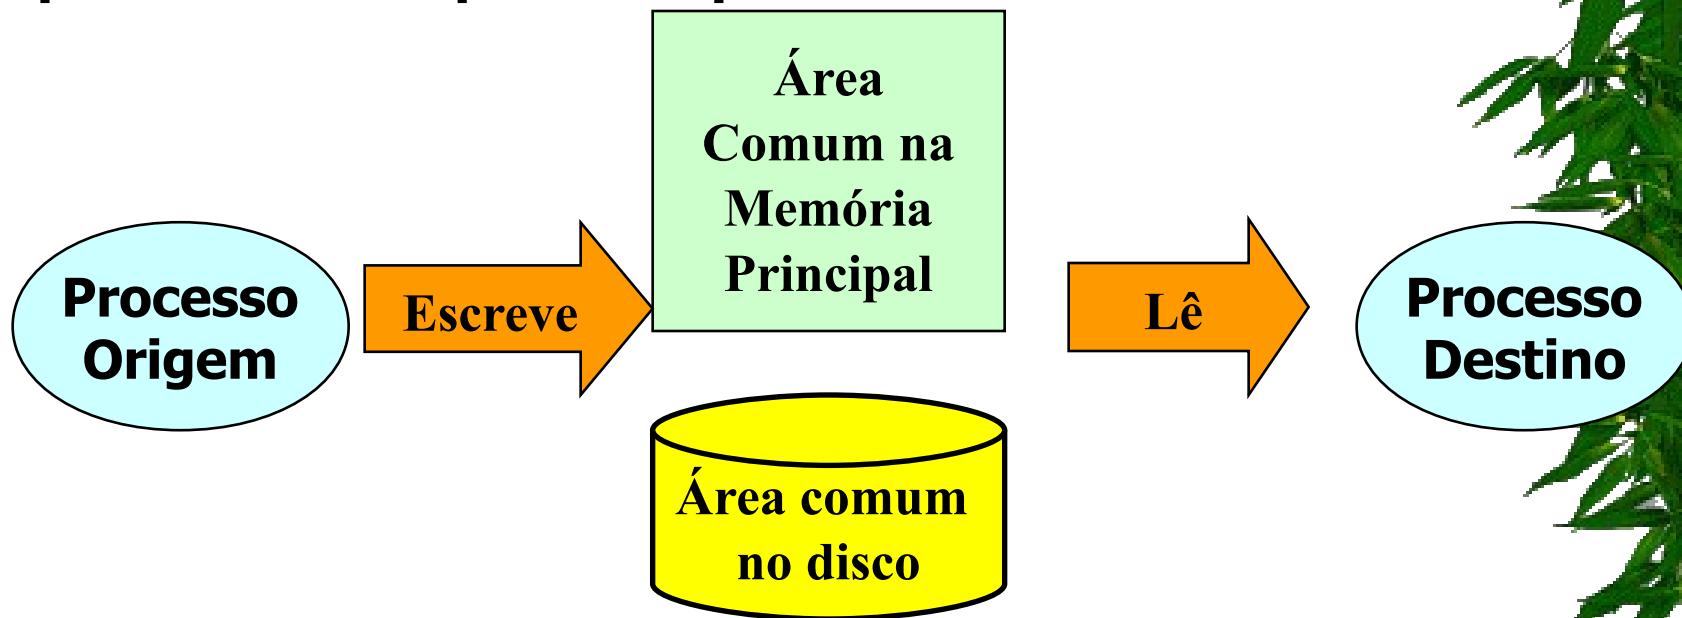 Área
Comum na
Memória
Principal
Processo
Origem
Escreve
Lê
Processo
Destino
Área comum
no disco